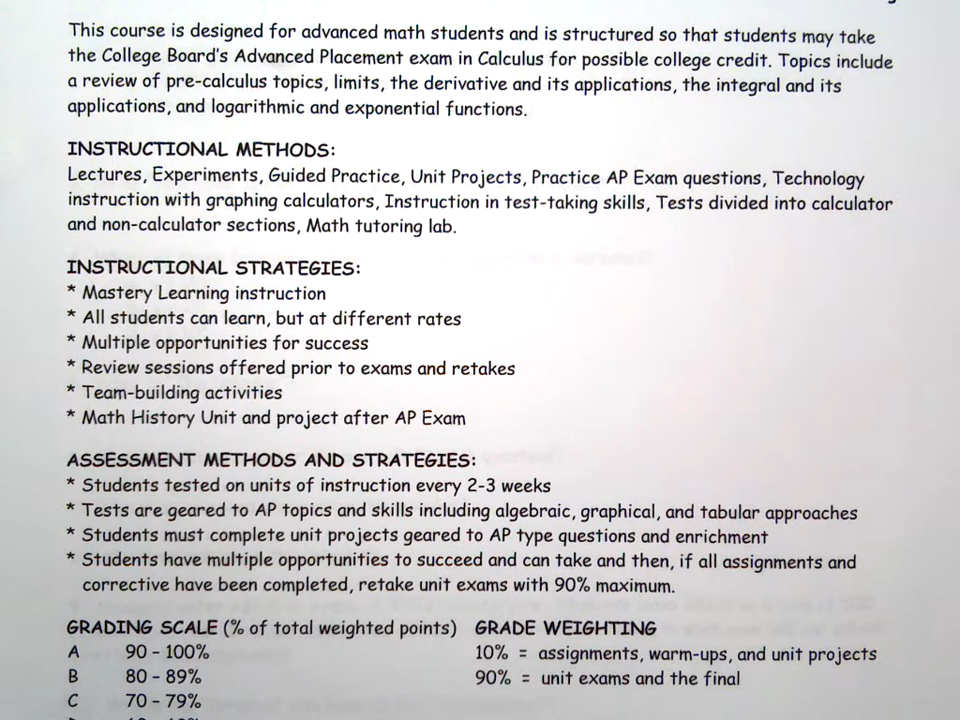 This course is designed for advanced math students and is structured so that students may take
the College Board's Advanced Placement exam in Calculus for possible college credit. Topics include
a review of pre-calculus topics, limits, the derivative and its applications, the integral and its
applications, and logarithmic and exponential functions.
INSTRUCTIONAL METHODS:
Lectures, Experiments, Guided Practice, Unit Projects, Practice AP Exam questions, Technology
instruction with graphing calculators, Instruction in test-taking skills, Tests divided into calculator
and non-calculator sections, Math tutoring lab.
INSTRUCTIONAL STRATEGIES:
* Mastery Learning instruction
* All students can learn, but at different rates
* Multiple opportunities for success
* Review sessions offered prior to exams and retakes
* Team-building activities
* Math History Unit and project after AP Exam
ASSESSMENT METHODS AND STRATEGIES:
* Students tested on units of instruction every 2-3 weeks
* Tests are geared to AP topics and skills including algebraic, graphical, and tabular approaches
* Students must complete unit projects geared to AP type questions and enrichment
* Students have multiple opportunities to succeed and can take and then, if all assignments and
corrective have been completed, retake unit exams with 90% maximum.
GRADING SCALE (% of total weighted points) GRADE WEIGHTING
A 90 - 100% 10% = assignments, warm-ups, and unit projects
B 80 - 89% 90% = unit exams and the final
C 70 - 79%